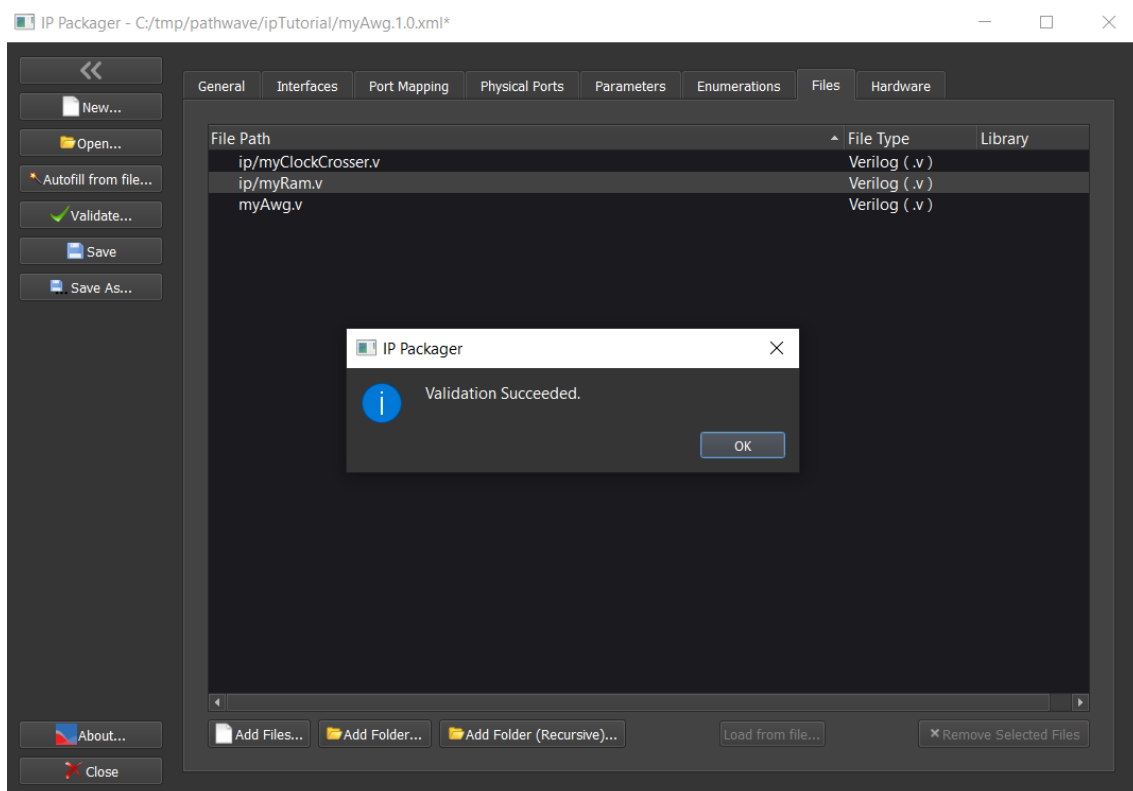 IP Packager - C:/tmp/pathwave/ipTutorial/myAwg.1.0.xml*
General Interfaces Port Mapping Physical Ports Parameters Enumerations Files Hardware
New...
Open...
Autofill from file...
Validate...
Save
Save As...
File Path File Type Library
ip/myClockCrosser.v Verilog ( .v )
ip/myRam.v Verilog ( .v )
myAwg.v Verilog ( .v )
IP Packager
Validation Succeeded.
OK
Add Files... Add Folder... Add Folder (Recursive)... Load from file... Remove Selected Files
About...
Close